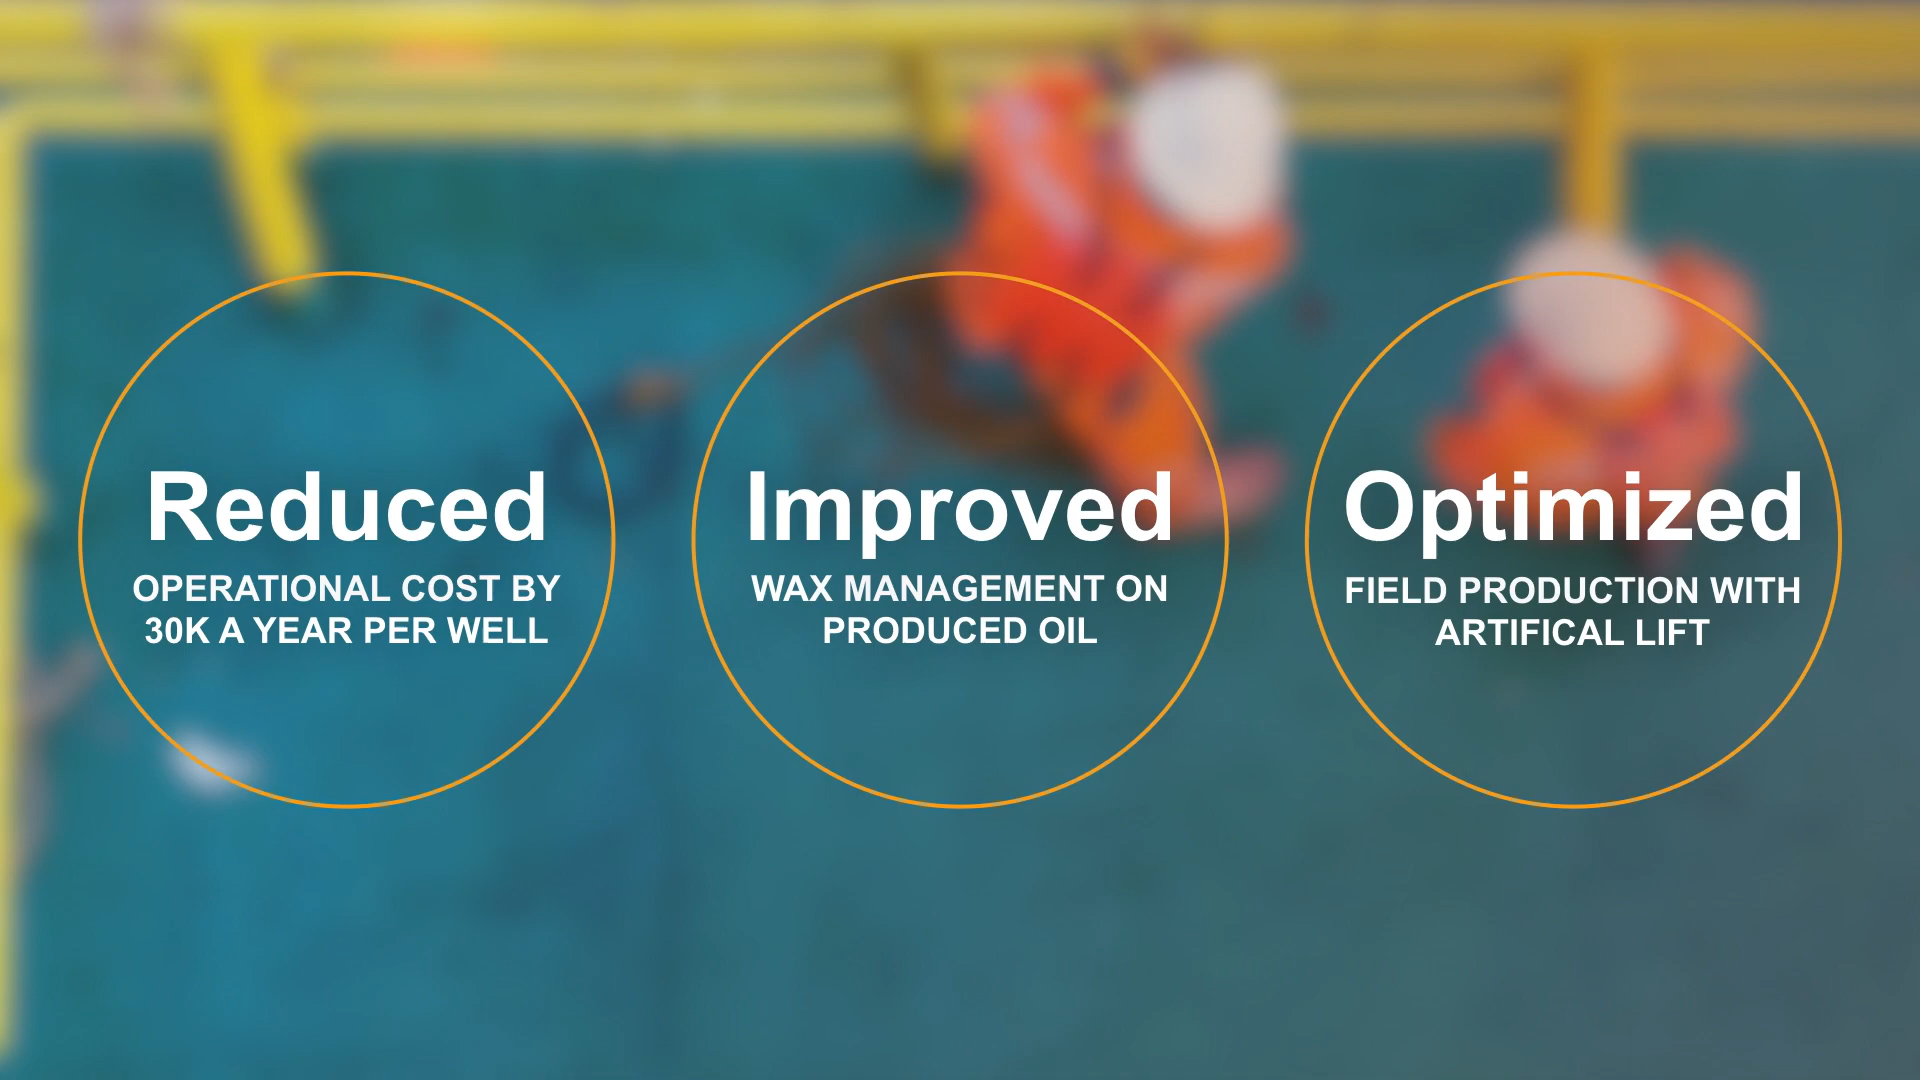 Reduced
OPERATIONAL COST BY
30K A YEAR PER WELL
Improved
WAX MANAGEMENT ON
PRODUCED OIL
Optimized
FIELD PRODUCTION WITH
ARTIFICAL LIFT